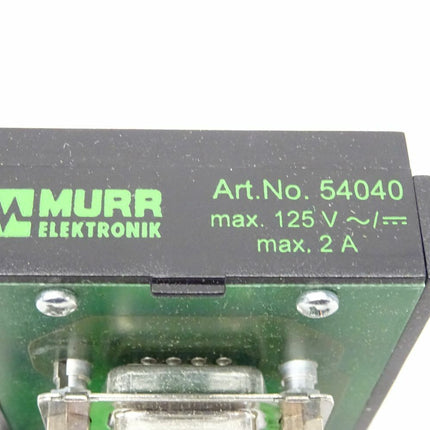 MURR
ELEKTRONIK
Art.No. 54040
max. 125 V ~/⎓
max. 2 A